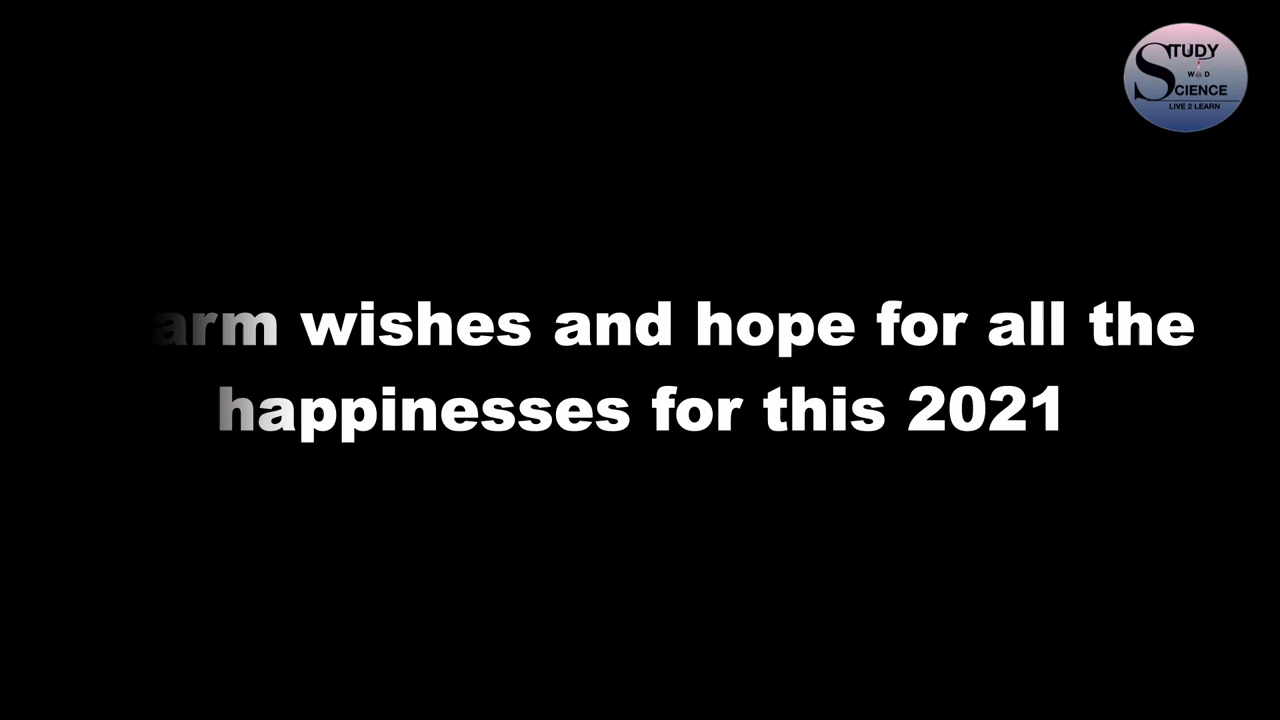 STUDY
W D
SCIENCE
LIVE 2 LEARN
arm wishes and hope for all the
happinesses for this 2021